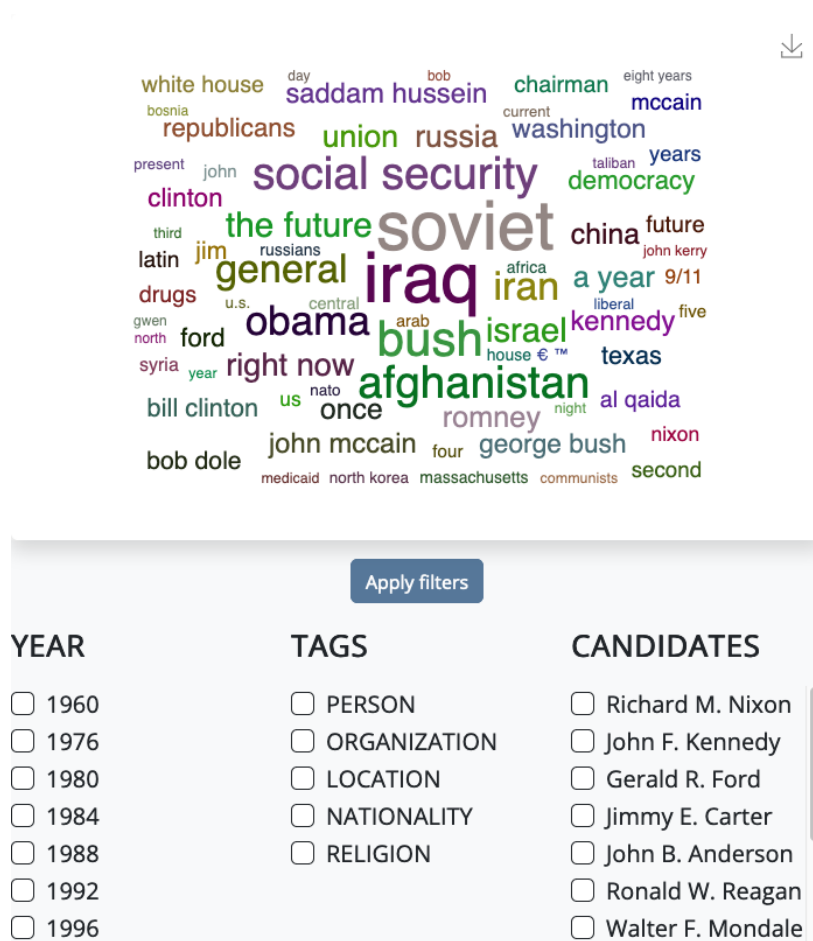 day bob eight years
white house saddam hussein chairman
mccain
bosnia current
republicans union russia washington
present john social security taliban years
clinton democracy
third the future soviet china future
latin jim russians john kerry
general iraq africa iran a year 9/11
drugs u.s. central liberal
gwen obama arab kennedy five
north ford bush israel
house € ™ texas
syria year right now
afghanistan
bill clinton us nato once romney night al qaida
john mccain four george bush nixon
bob dole second
medicaid north korea massachusetts communists
Apply filters
YEAR TAGS CANDIDATES
1960 PERSON Richard M. Nixon
1976 ORGANIZATION John F. Kennedy
1980 LOCATION Gerald R. Ford
1984 NATIONALITY Jimmy E. Carter
1988 RELIGION John B. Anderson
1992 Ronald W. Reagan
1996 Walter F. Mondale